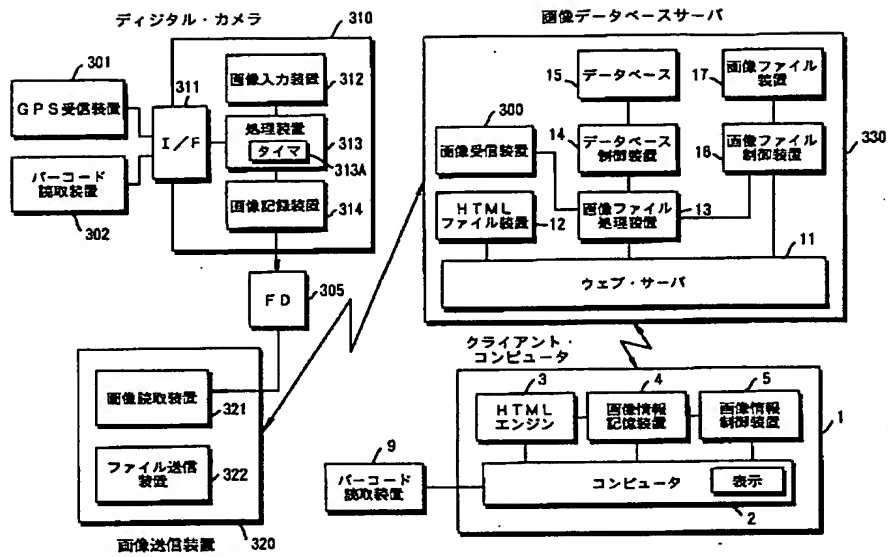 ディジタル・カメラ
310
301
GPS受信装置
311
I/F
画像入力装置
312
処理装置
タイマ
313
313A
バーコード
読取装置
302
画像記録装置
314
FD
305
画像読取装置
321
ファイル送信
装置
322
320
画像送信装置
画像データベースサーバ
15
データベース
17
画像ファイル
装置
300
画像受信装置
14
データベース
制御装置
16
画像ファイル
制御装置
330
HTML
ファイル装置
12
画像ファイル
処理装置
13
11
ウェブ・サーバ
クライアント・
コンピュータ
3
HTML
エンジン
4
画像情報
記憶装置
5
画像情報
制御装置
1
9
バーコード
読取装置
コンピュータ
表示
2